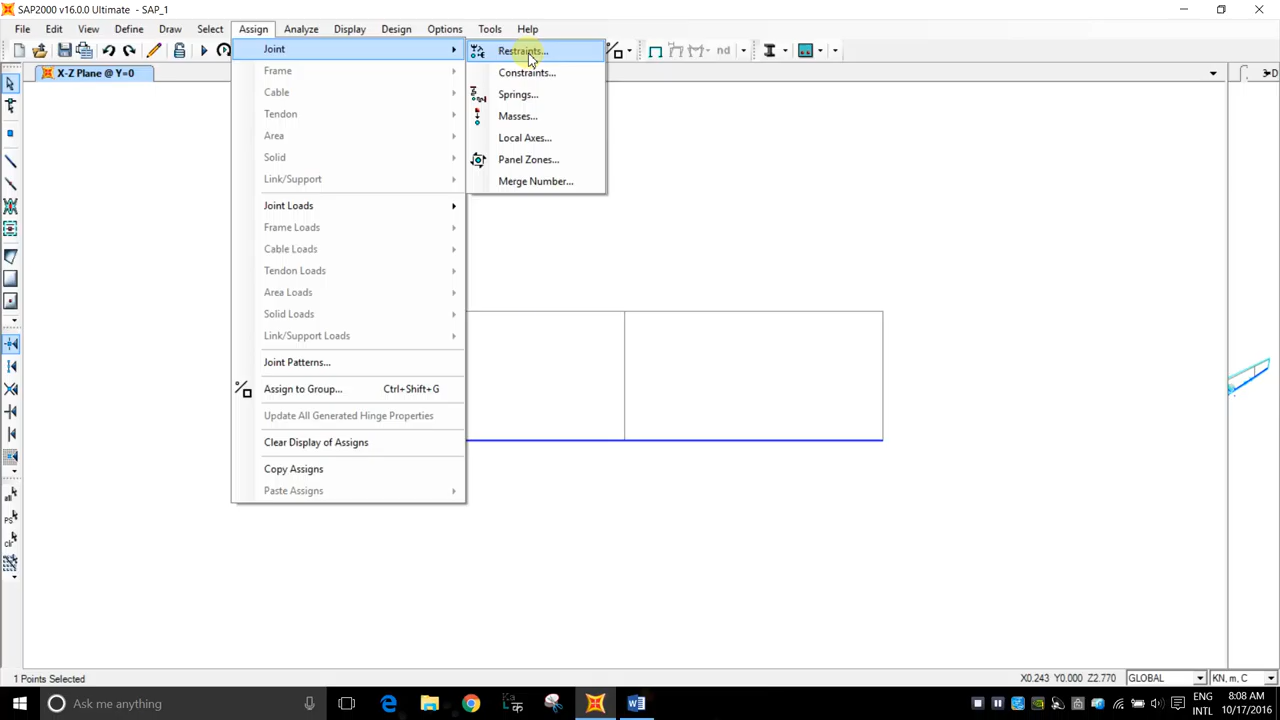 SAP2000 v16.0.0 Ultimate - SAP_1
File Edit View Define Draw Select Assign Analyze Display Design Options Tools Help
nd
X-Z Plane @ Y=0
3-D
Joint
Frame
Cable
Tendon
Area
Solid
Link/Support
Joint Loads
Frame Loads
Cable Loads
Tendon Loads
Area Loads
Solid Loads
Link/Support Loads
Joint Patterns...
Assign to Group... Ctrl+Shift+G
Update All Generated Hinge Properties
Clear Display of Assigns
Copy Assigns
Paste Assigns
Restraints...
Constraints...
Springs...
Masses...
Local Axes...
Panel Zones...
Merge Number...
all
PS
clr
1 Points Selected
X0.243 Y0.000 Z2.770
GLOBAL
KN, m, C
Ask me anything
ENG
INTL
8:08 AM
10/17/2016